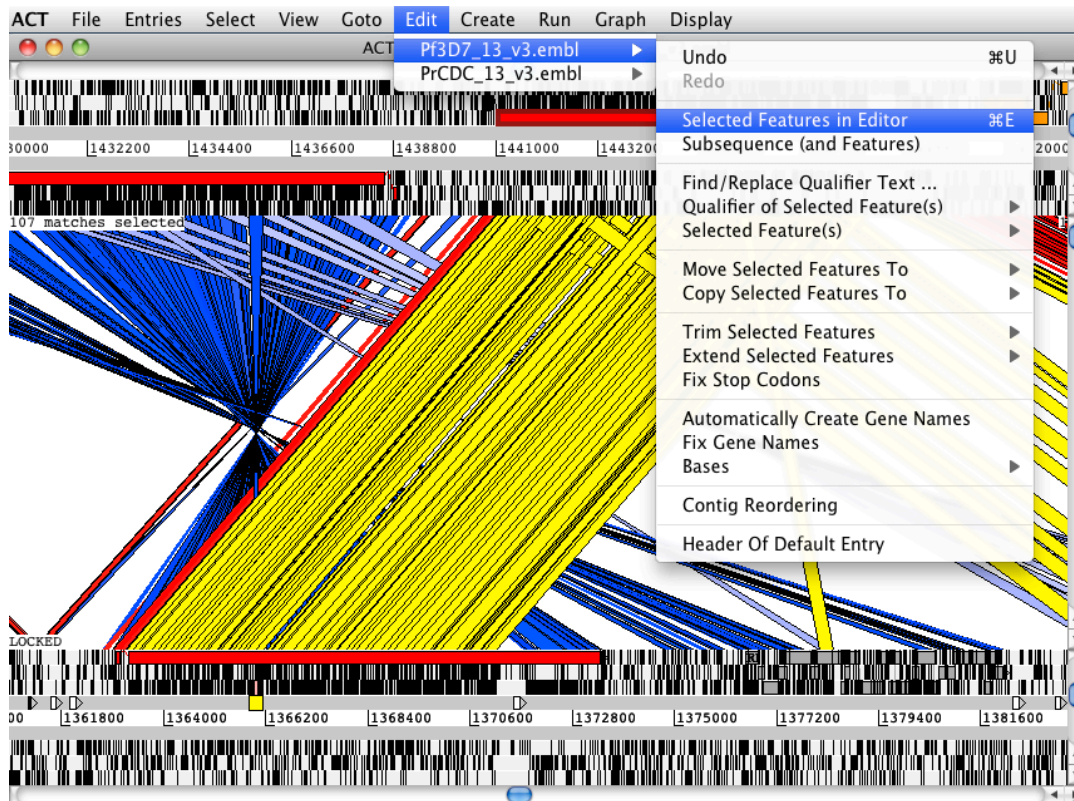 ACT File Entries Select View Goto Edit Create Run Graph Display
ACT
Pf3D7_13_v3.embl
PrCDC_13_v3.embl
Undo ⌘U
Redo
Selected Features in Editor ⌘E
Subsequence (and Features)
Find/Replace Qualifier Text ...
Qualifier of Selected Feature(s)
Selected Feature(s)
Move Selected Features To
Copy Selected Features To
Trim Selected Features
Extend Selected Features
Fix Stop Codons
Automatically Create Gene Names
Fix Gene Names
Bases
Contig Reordering
Header Of Default Entry
30000 1432200 1434400 1436600 1438800 1441000 1443200 2000
107 matches selected
LOCKED
00 1361800 1364000 1366200 1368400 1370600 1372800 1375000 1377200 1379400 1381600